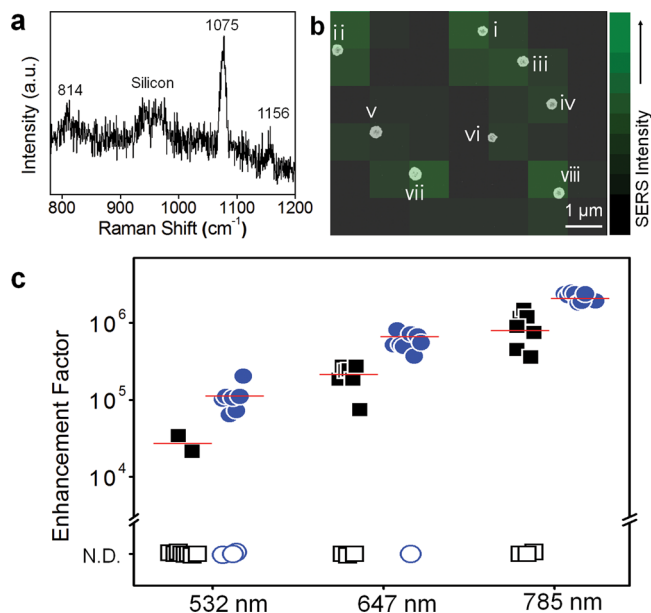 a
1075
814
Silicon
1156
Intensity (a.u.)
800 900 1000 1100 1200
Raman Shift (cm⁻¹)
b
ii
i
iii
iv
v
vi
vii
viii
1 μm
SERS Intensity
c
Enhancement Factor
10⁶
10⁵
10⁴
N.D.
532 nm 647 nm 785 nm